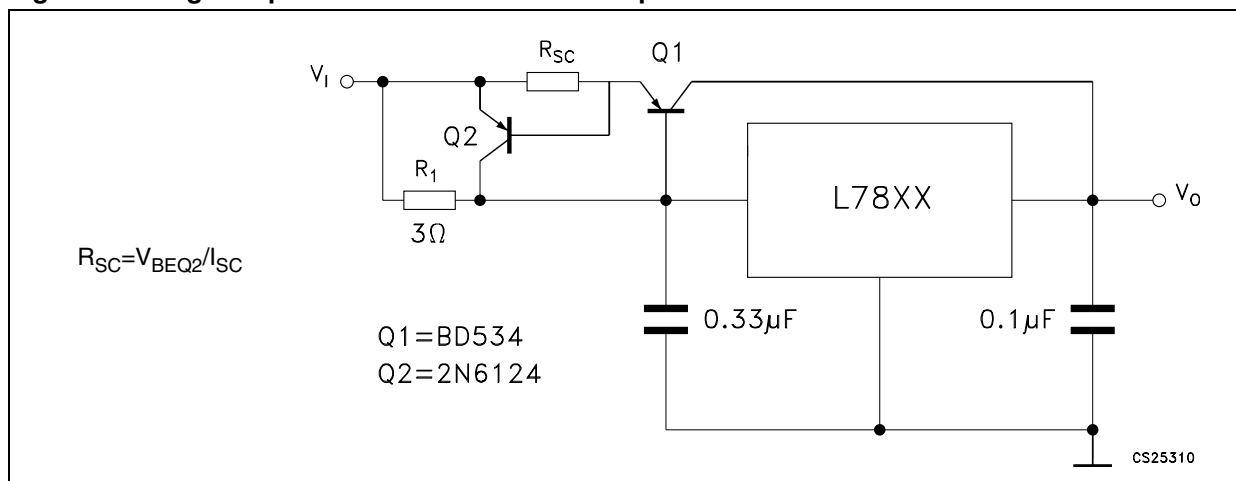 R_SC Q1
V_I
Q2
R_1
3Ω
L78XX
V_O
R_SC=V_BEQ2/I_SC
0.33µF
0.1µF
Q1=BD534
Q2=2N6124
CS25310